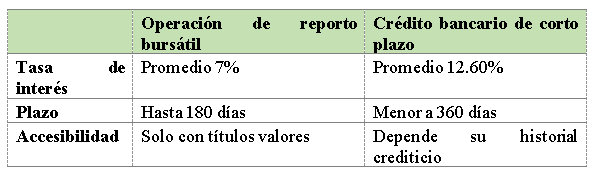 Operación de reporto Crédito bancario de corto
bursátil plazo
Tasa de Promedio 7% Promedio 12.60%
interés
Plazo Hasta 180 días Menor a 360 días
Accesibilidad Solo con títulos valores Depende su historial
crediticio